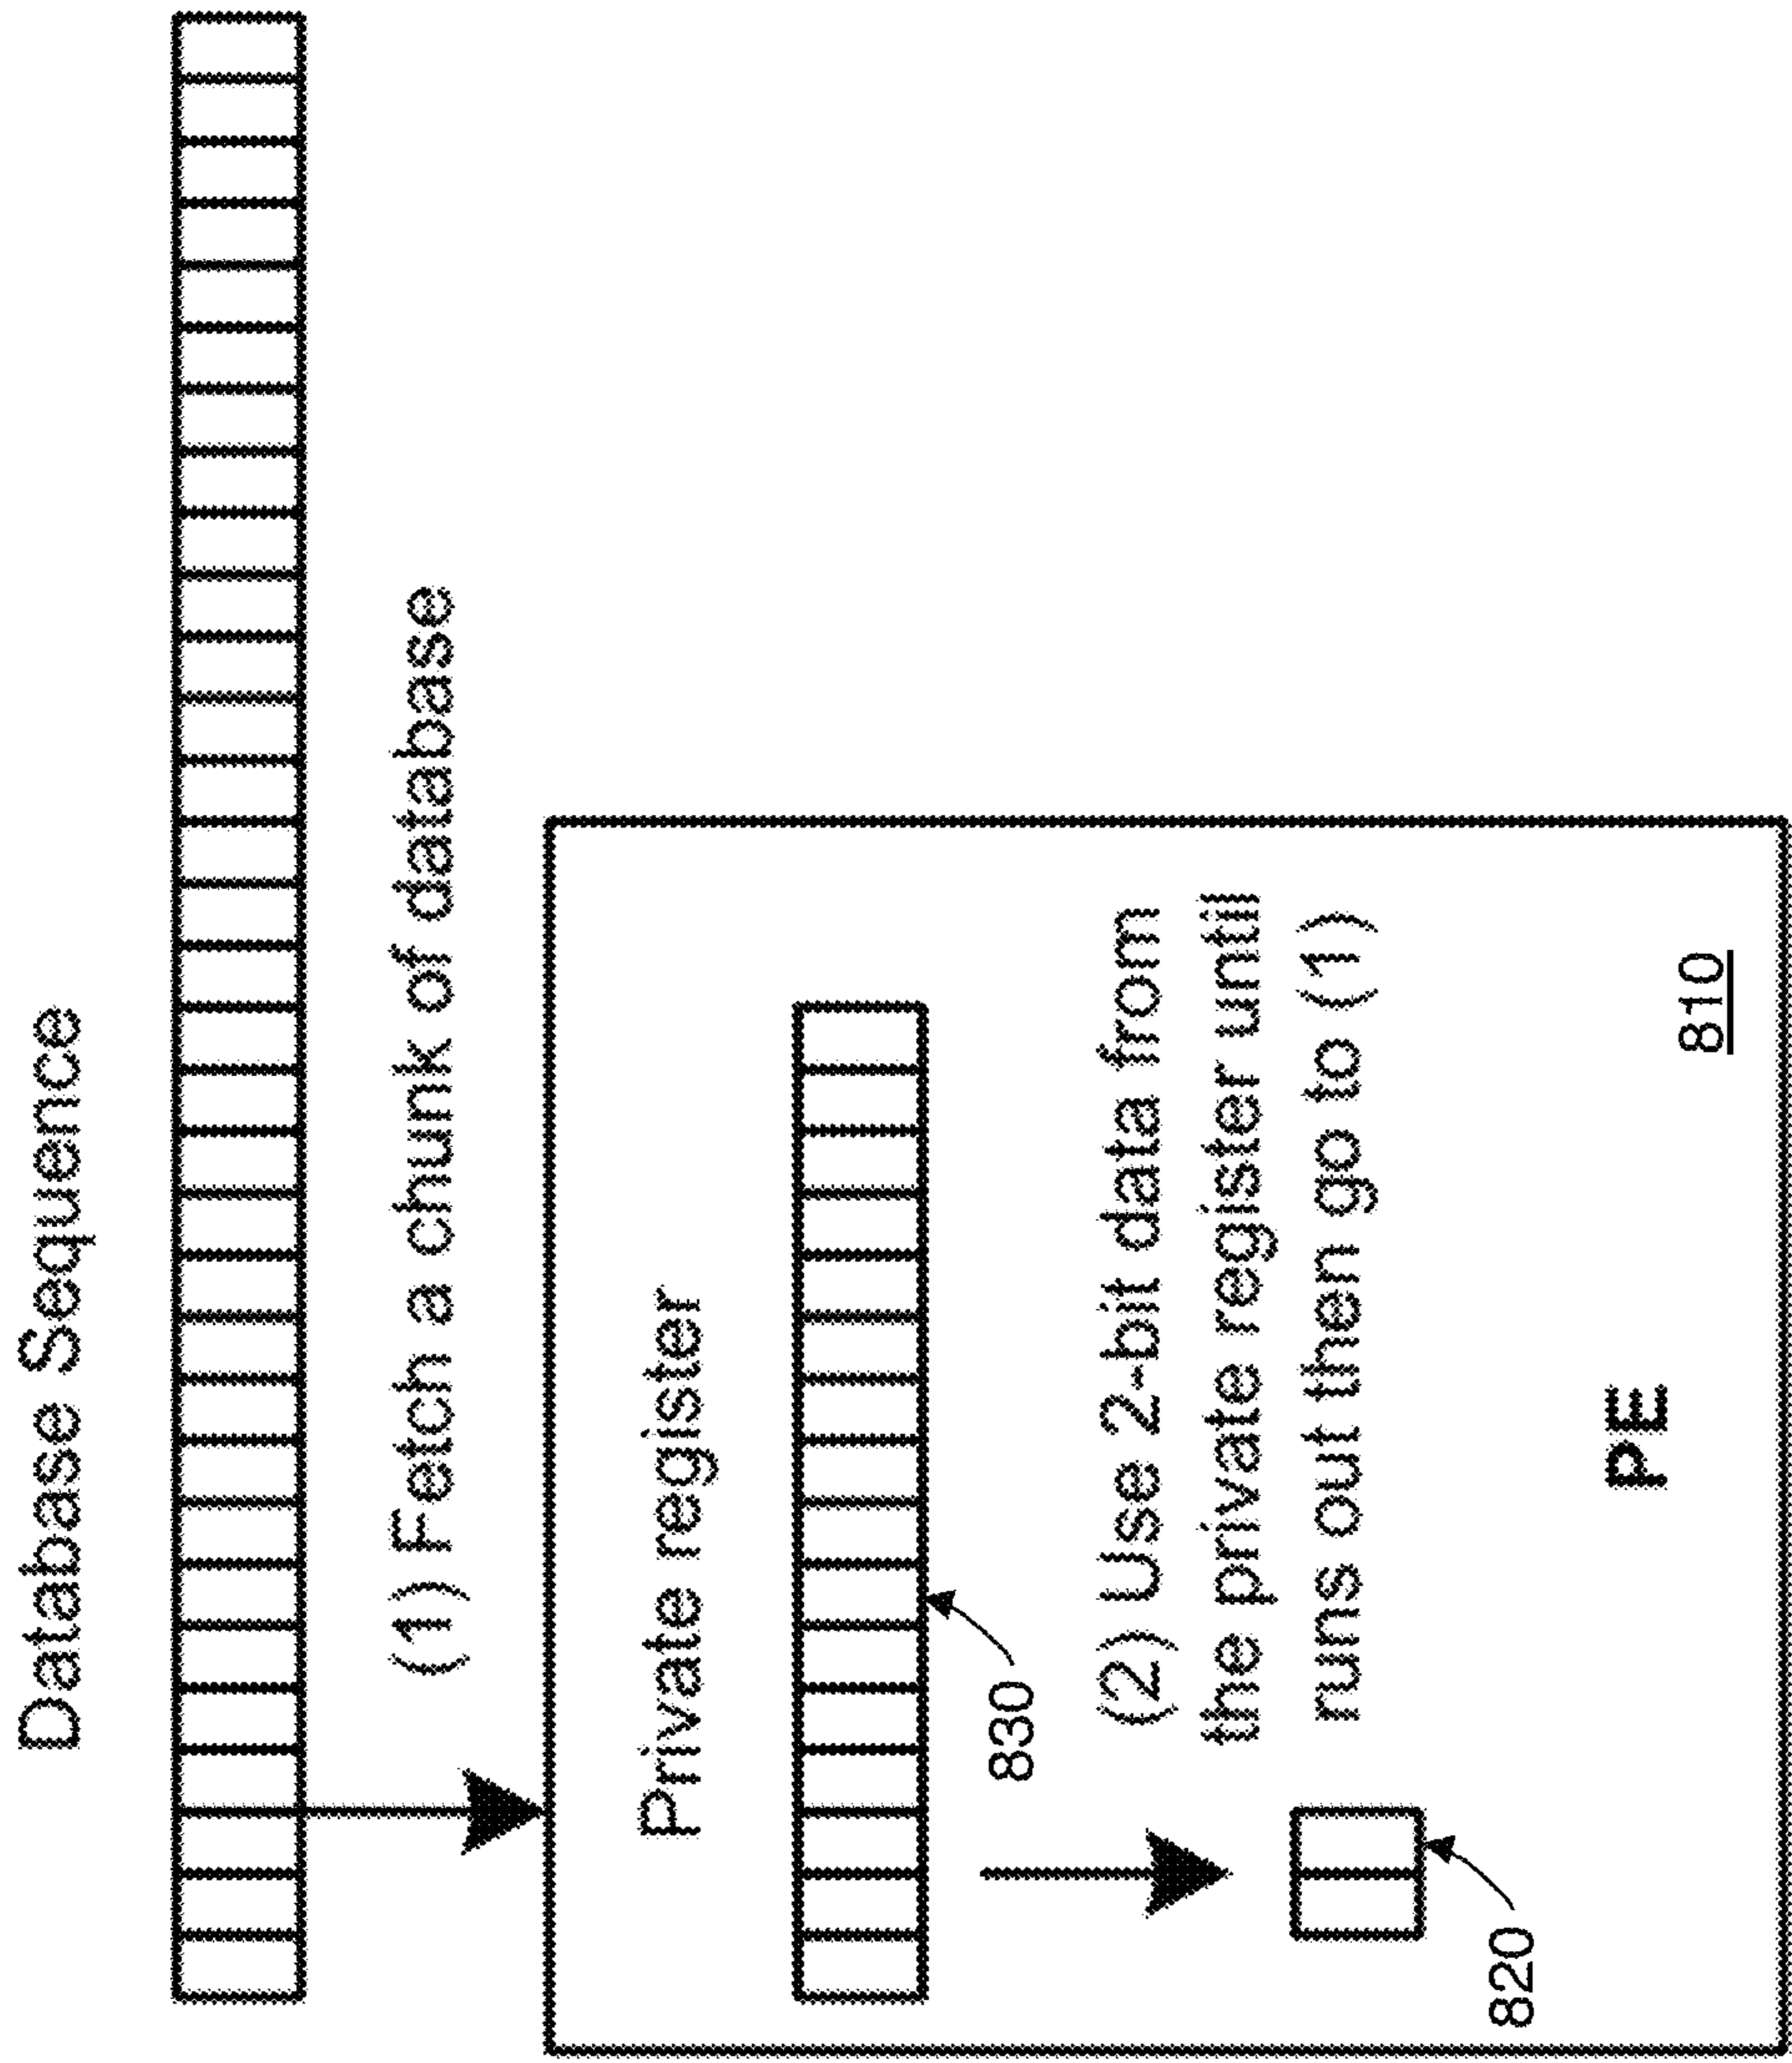 Database Sequence
(1) Fetch a chunk of database
Private register
830
(2) Use 2-bit data from
the private register until
runs out then go to (1)
820
PE
810